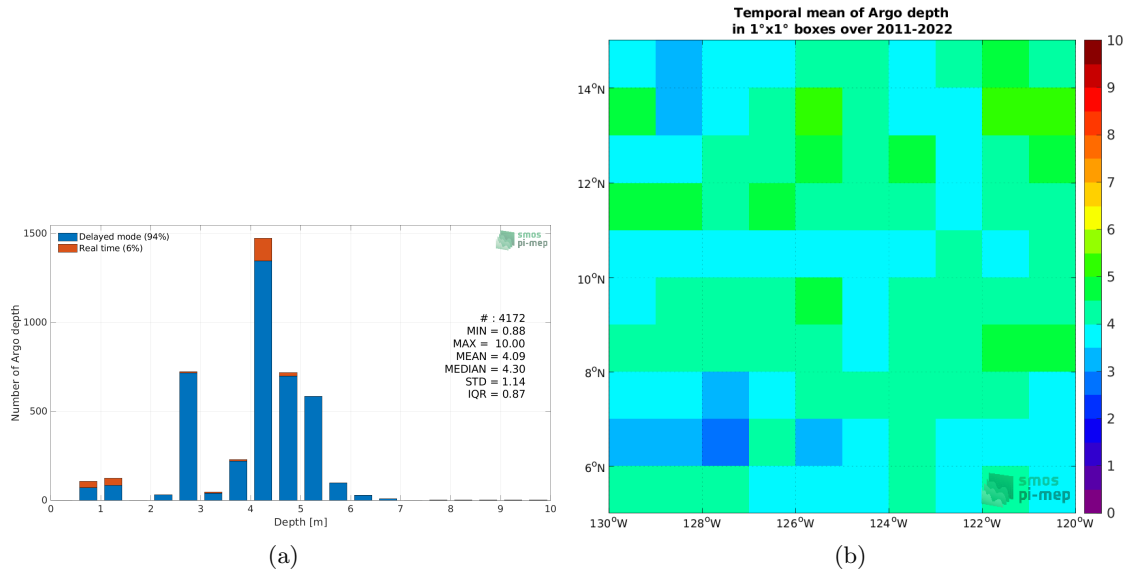 Delayed mode (94%)
Real time (6%)
smos
pi-mep
1500
1000
500
0
Number of Argo depth
# : 4172
MIN = 0.88
MAX = 10.00
MEAN = 4.09
MEDIAN = 4.30
STD = 1.14
IQR = 0.87
0 1 2 3 4 5 6 7 8 9 10
Depth [m]
(a)
Temporal mean of Argo depth
in 1°x1° boxes over 2011-2022
14°N
12°N
10°N
8°N
6°N
130°W 128°W 126°W 124°W 122°W 120°W
smos
pi-mep
10
9
8
7
6
5
4
3
2
1
0
(b)